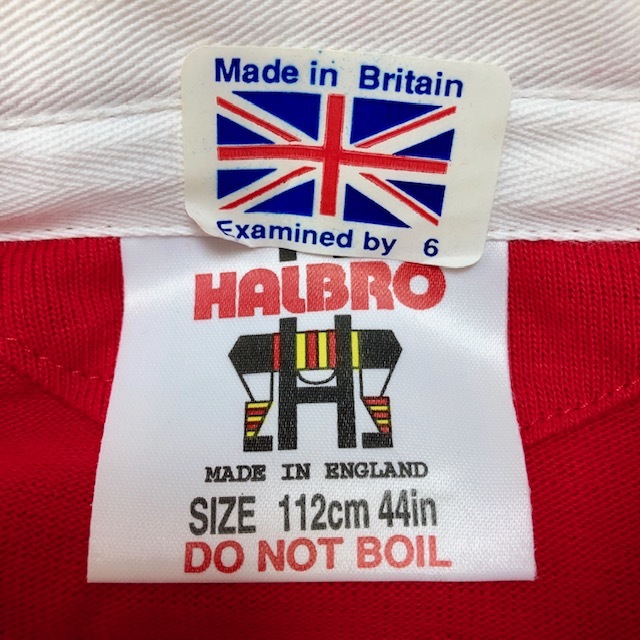 Made in Britain
Examined by 6
HALBRO
MADE IN ENGLAND
SIZE 112cm 44in
DO NOT BOIL